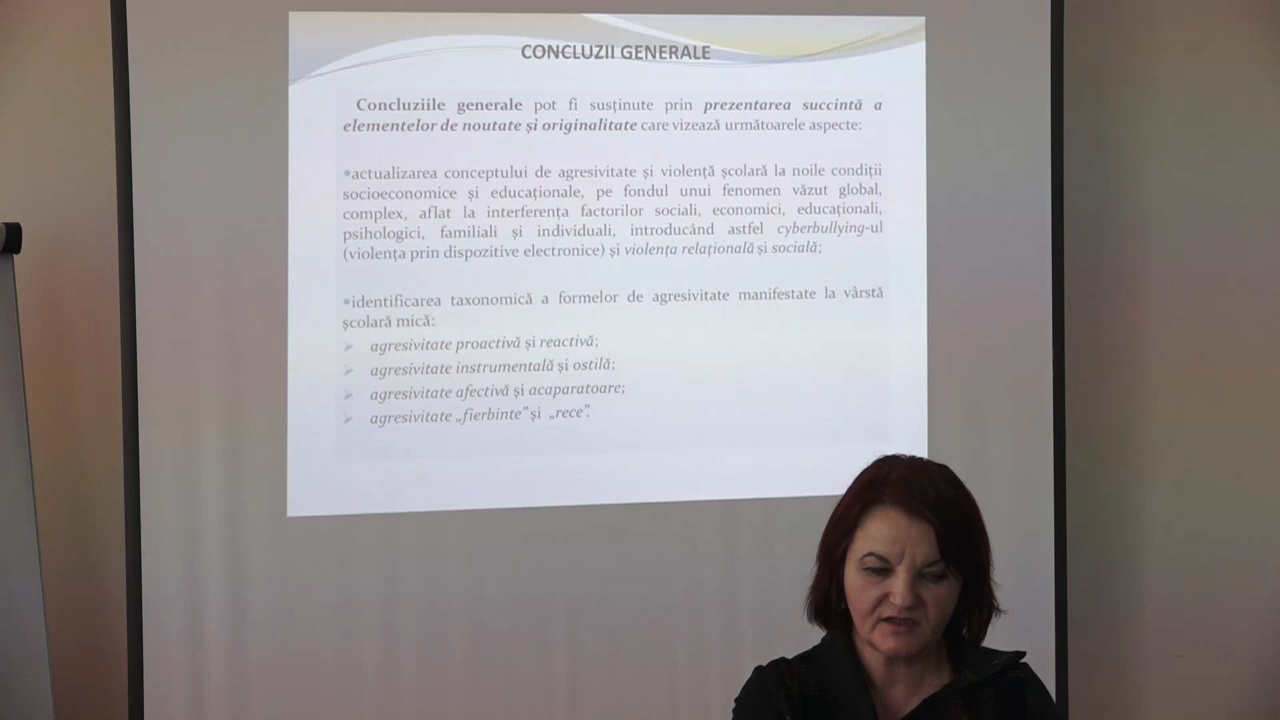 CONCLUZII GENERALE
Concluziile generale pot fi susținute prin prezentarea succintă a
elementelor de noutate și originalitate care vizează următoarele aspecte:
•actualizarea conceptului de agresivitate și violență școlară la noile condiții
socioeconomice și educaționale, pe fondul unui fenomen văzut global,
complex, aflat la interferența factorilor sociali, economici, educaționali,
psihologici, familiali și individuali, introducând astfel cyberbullying-ul
(violența prin dispozitive electronice) și violența relațională și socială;
•identificarea taxonomică a formelor de agresivitate manifestate la vârstă
școlară mică:
➢ agresivitate proactivă și reactivă;
➢ agresivitate instrumentală și ostilă;
➢ agresivitate afectivă și acaparatoare;
➢ agresivitate „fierbinte” și „rece”.